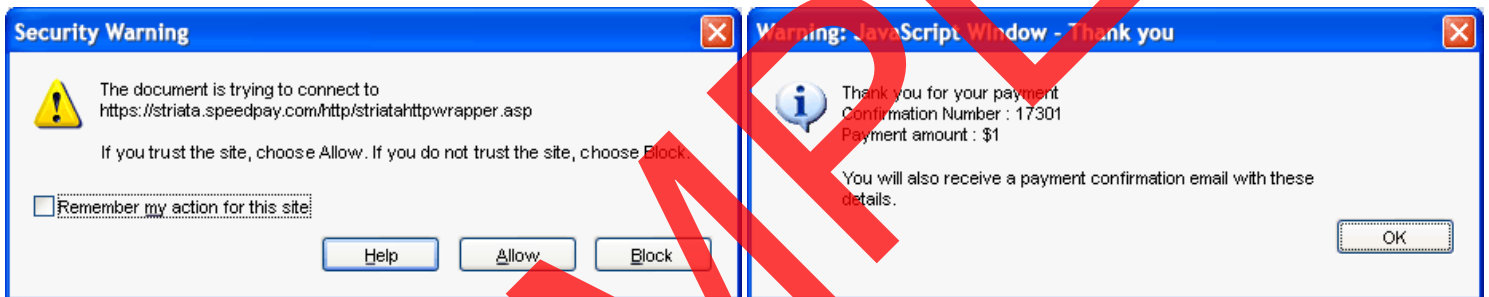 Security Warning
The document is trying to connect to
https://striata.speedpay.com/http/striatahttpwrapper.asp
If you trust the site, choose Allow. If you do not trust the site, choose Block.
Remember my action for this site
Help
Allow
Block
Warning: JavaScript Window - Thank you
Thank you for your payment
Confirmation Number : 17301
Payment amount : $1
You will also receive a payment confirmation email with these
details.
OK